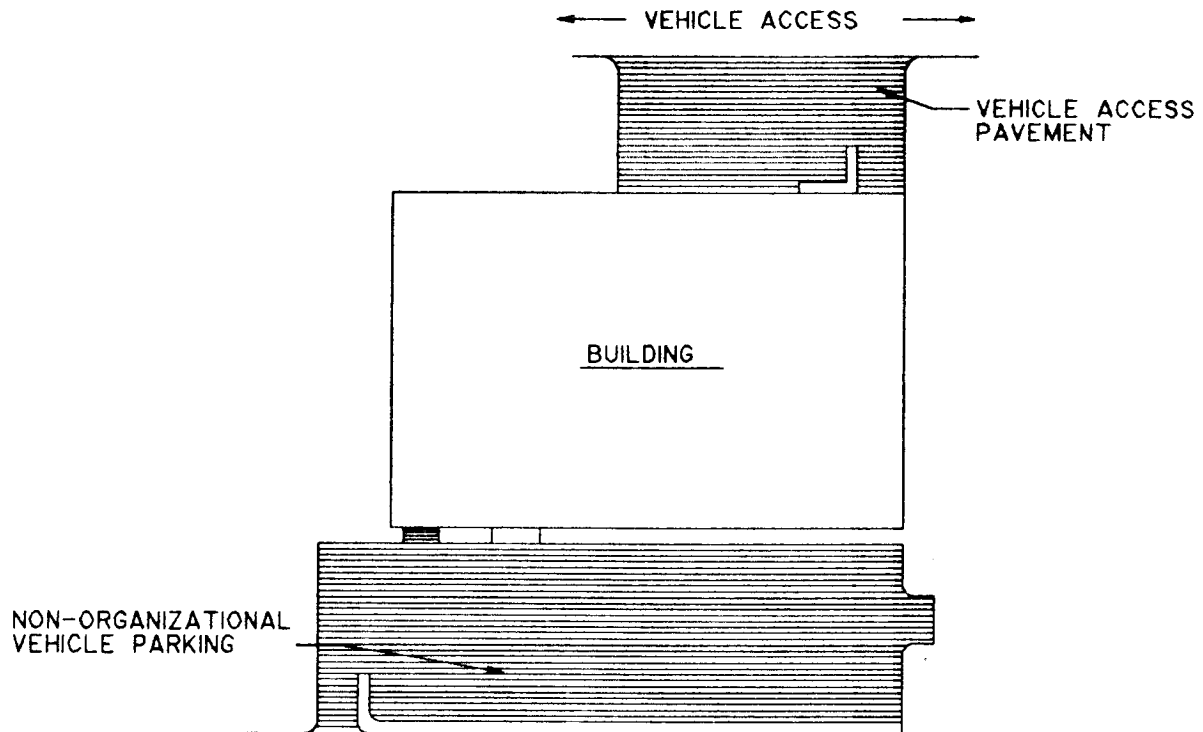 VEHICLE ACCESS
VEHICLE ACCESS
PAVEMENT
BUILDING
NON-ORGANIZATIONAL
VEHICLE PARKING